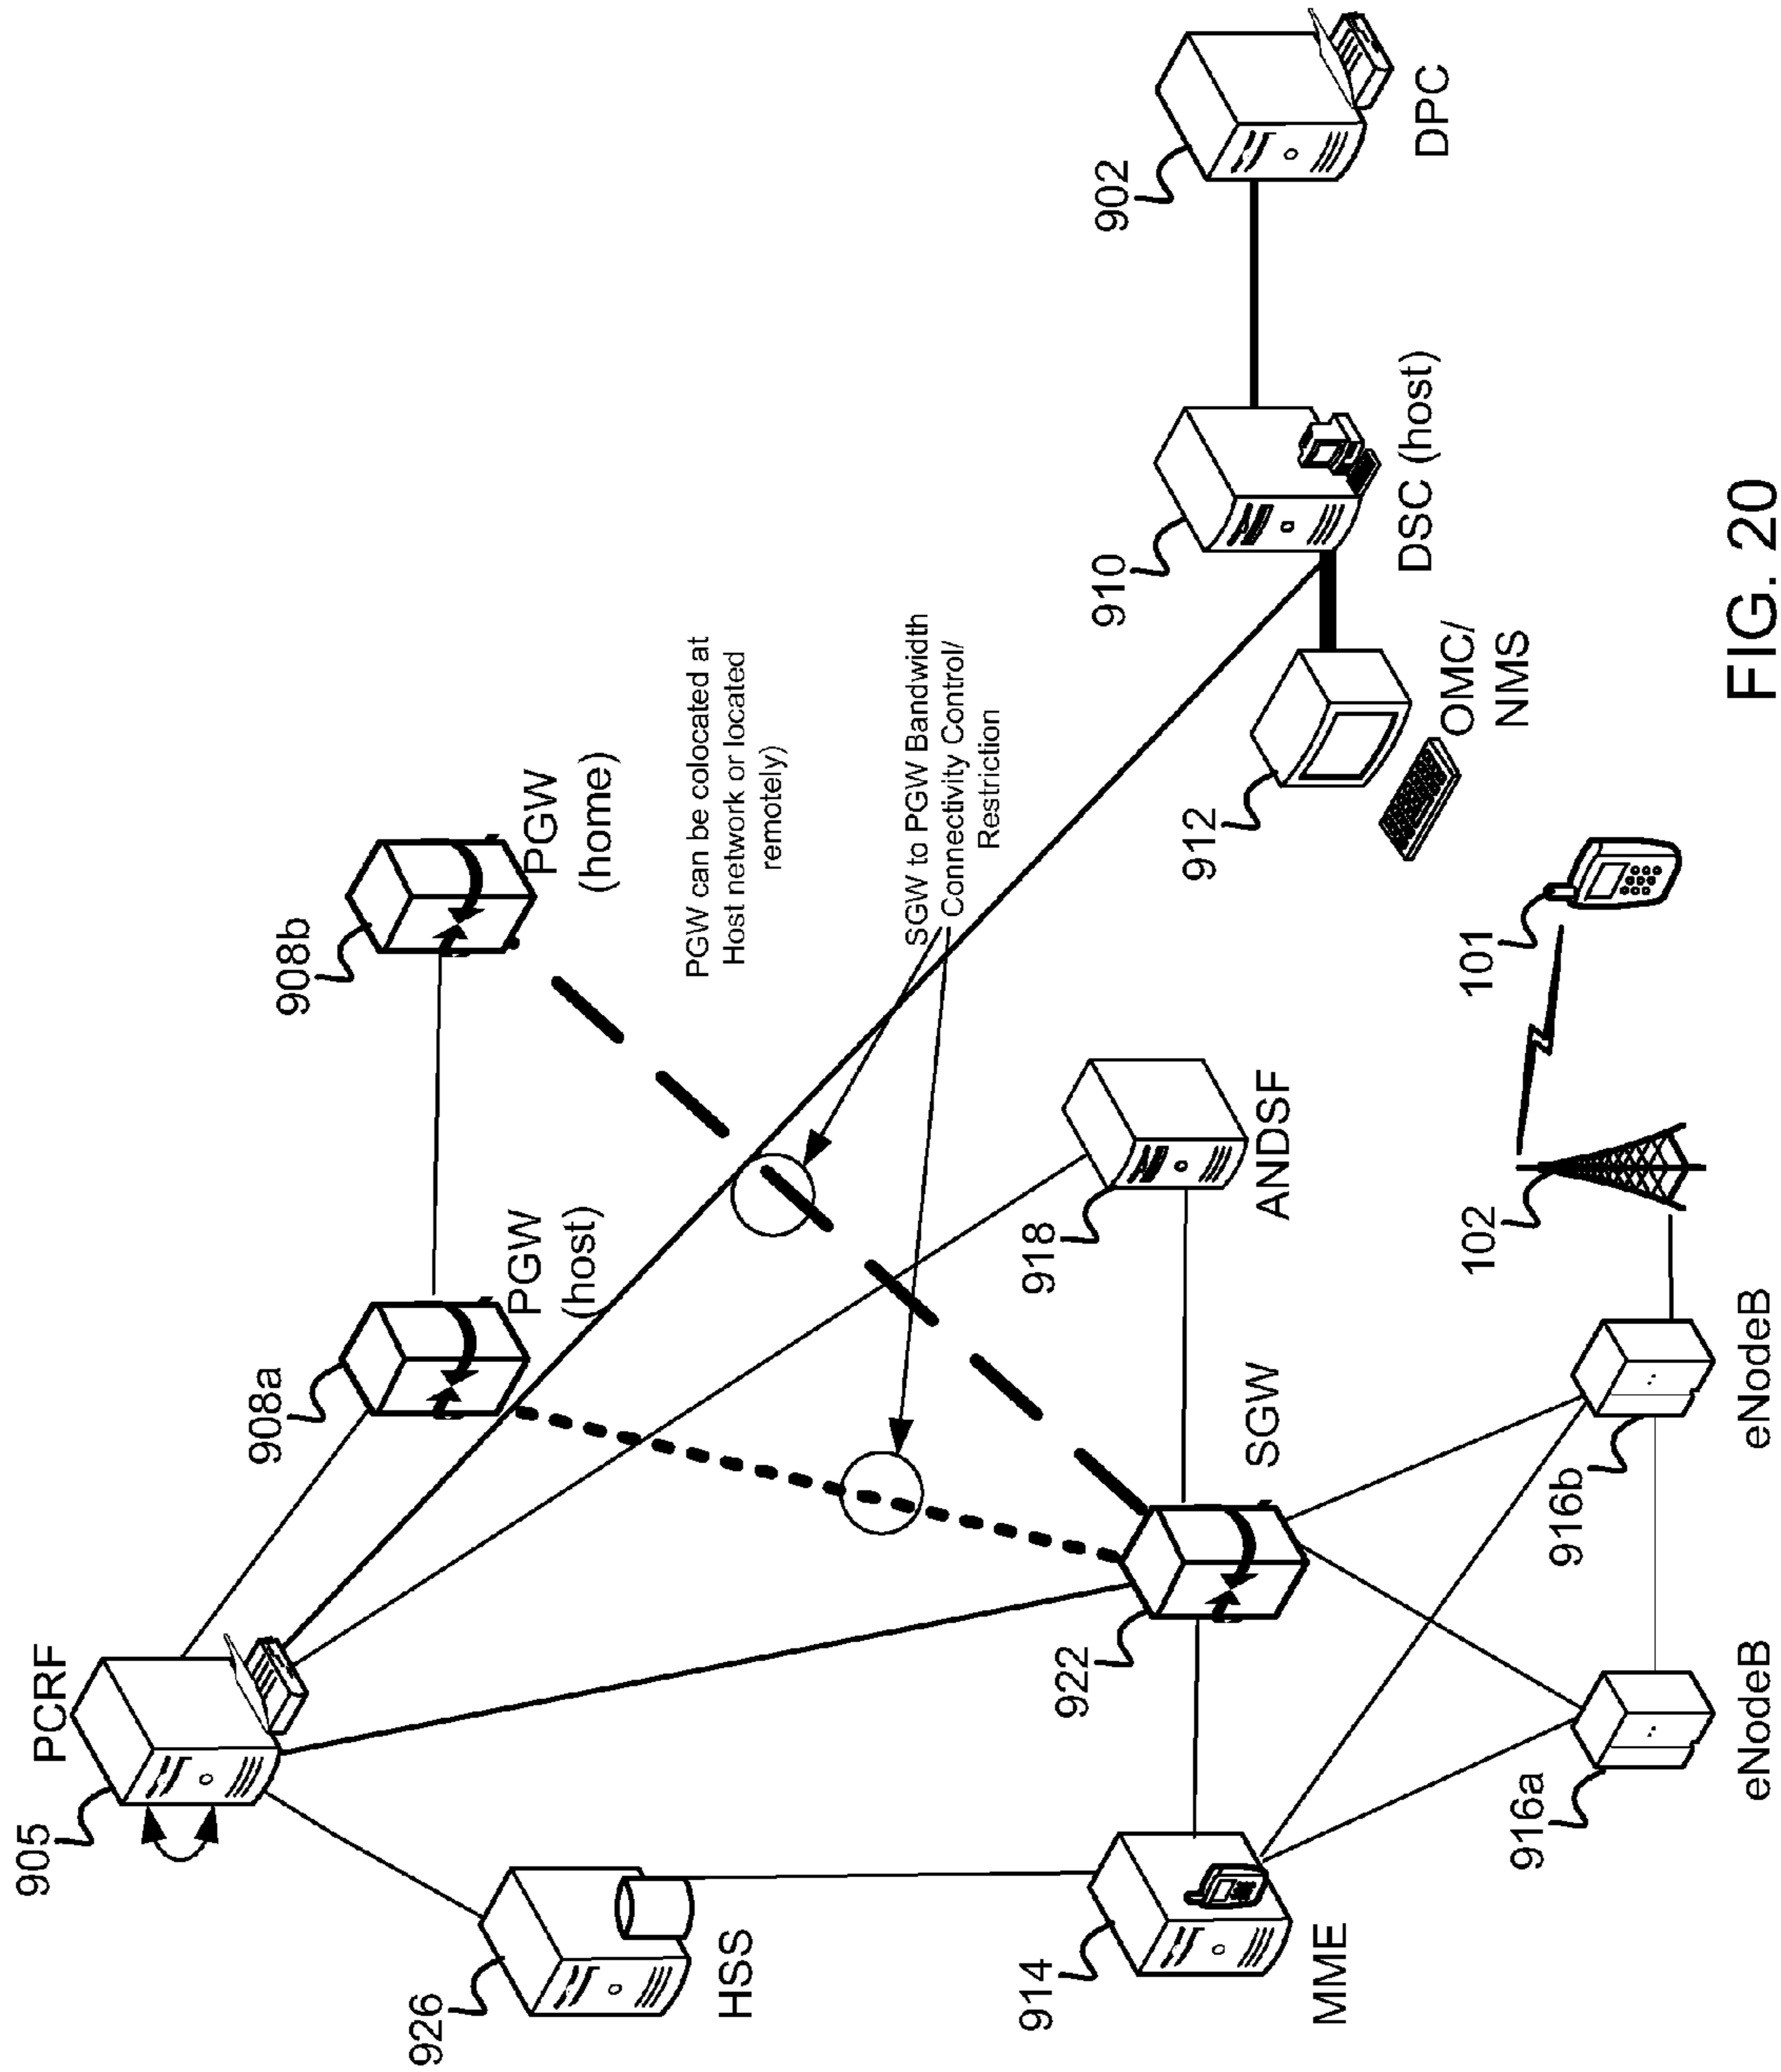 905
PCRF
908a
PGW
(host)
908b
PGW
(home)
PGW can be colocated at
Host network or located
remotely)
SGW to PGW Bandwidth
Connectivity Control/
Restriction
926
HSS
922
SGW
918
ANDSF
910
DSC (host)
902
DPC
912
OMC/
NMS
914
MME
916a
eNodeB
916b
eNodeB
102
101
FIG. 20